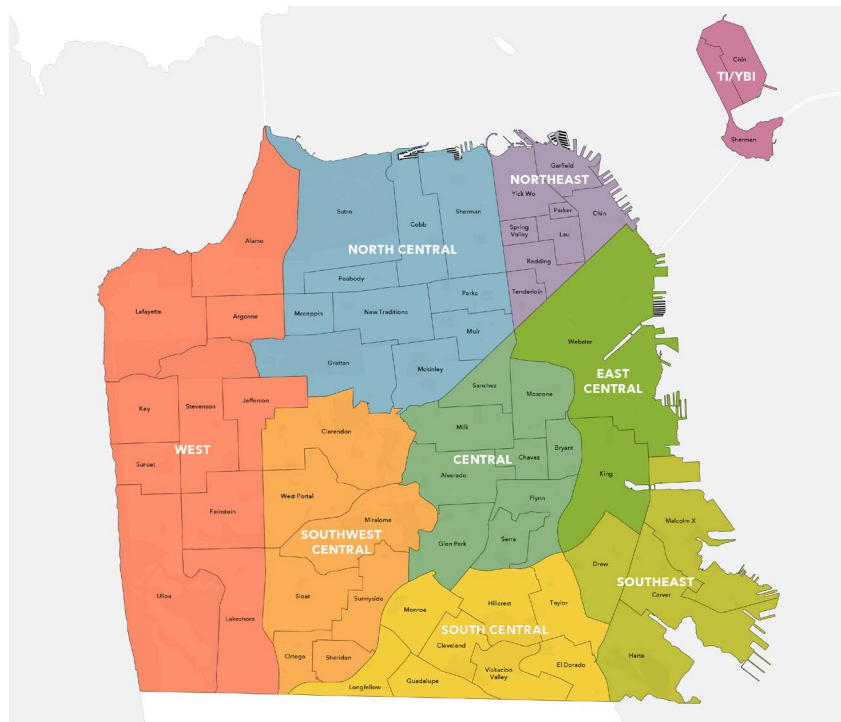 Chin
TI/YBI
Sherman
Garfield
NORTHEAST
Yick Wo
Parker
Chin
Spring
Valley
Lau
Redding
Tenderloin
Sutro
Cobb
Sherman
NORTH CENTRAL
Peabody
Parks
Mccoppin
New Traditions
Muir
Grattan
Mckinley
Alamo
Lafayette
Argonne
Key
Stevenson
Jefferson
WEST
Sunset
Feinstein
Ulloa
Lakeshore
Clarendon
West Portal
Miraloma
SOUTHWEST
CENTRAL
Sloat
Sunnyside
Ortega
Sheridan
Sanchez
Moscone
Milk
Bryant
Chavez
CENTRAL
Alvarado
Flynn
Glen Park
Serra
Webster
EAST
CENTRAL
King
Malcolm X
Drew
SOUTHEAST
Carver
Harte
Monroe
Hillcrest
Taylor
SOUTH CENTRAL
Cleveland
El Dorado
Visitacion
Valley
Guadalupe
Longfellow